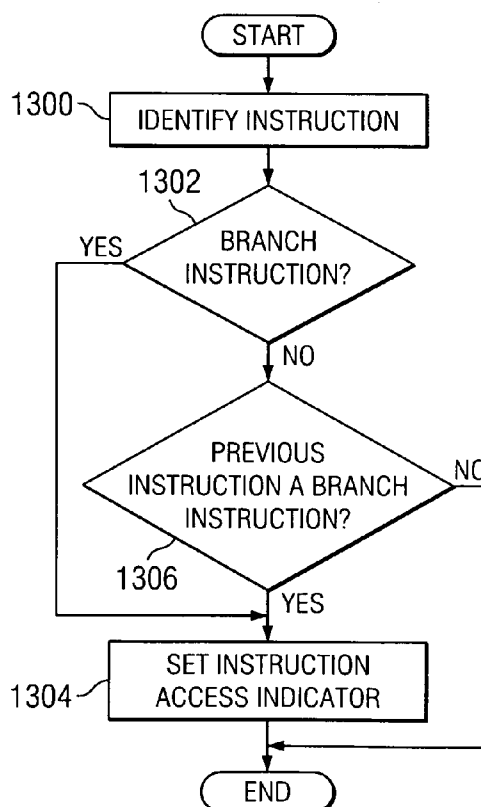 START
1300
IDENTIFY INSTRUCTION
1302
YES
BRANCH
INSTRUCTION?
NO
PREVIOUS
INSTRUCTION A BRANCH
INSTRUCTION?
NO
1306
YES
SET INSTRUCTION
ACCESS INDICATOR
1304
END